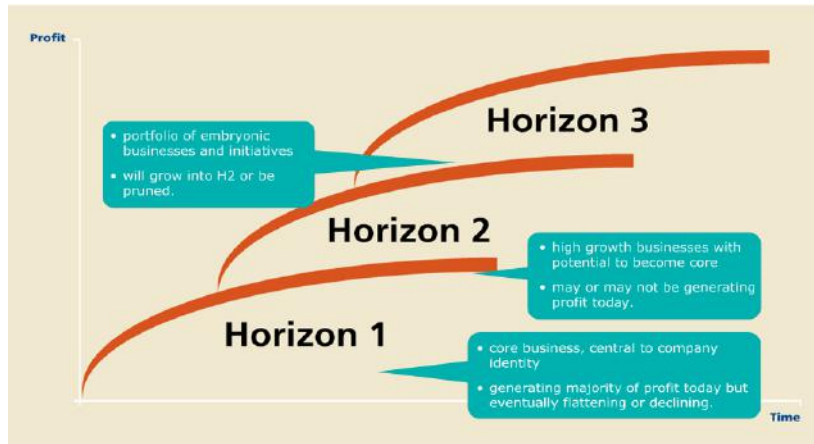 Profit
Horizon 3
• portfolio of embryonic
businesses and initiatives
• will grow into H2 or be
pruned.
Horizon 2
• high growth businesses with
potential to become core
• may or may not be generating
profit today.
Horizon 1
• core business, central to company
identity
• generating majority of profit today but
eventually flattening or declining.
Time